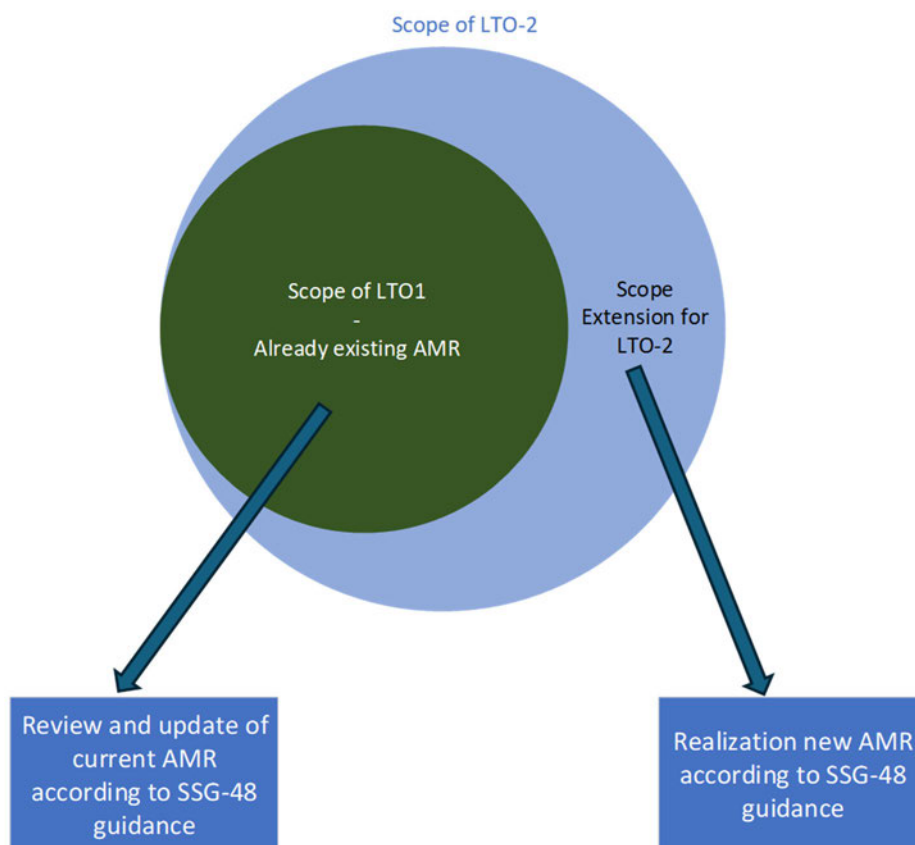 Scope of LTO-2
Scope of LTO1
-
Already existing AMR
Scope
Extension for
LTO-2
Review and update of
current AMR
according to SSG-48
guidance
Realization new AMR
according to SSG-48
guidance